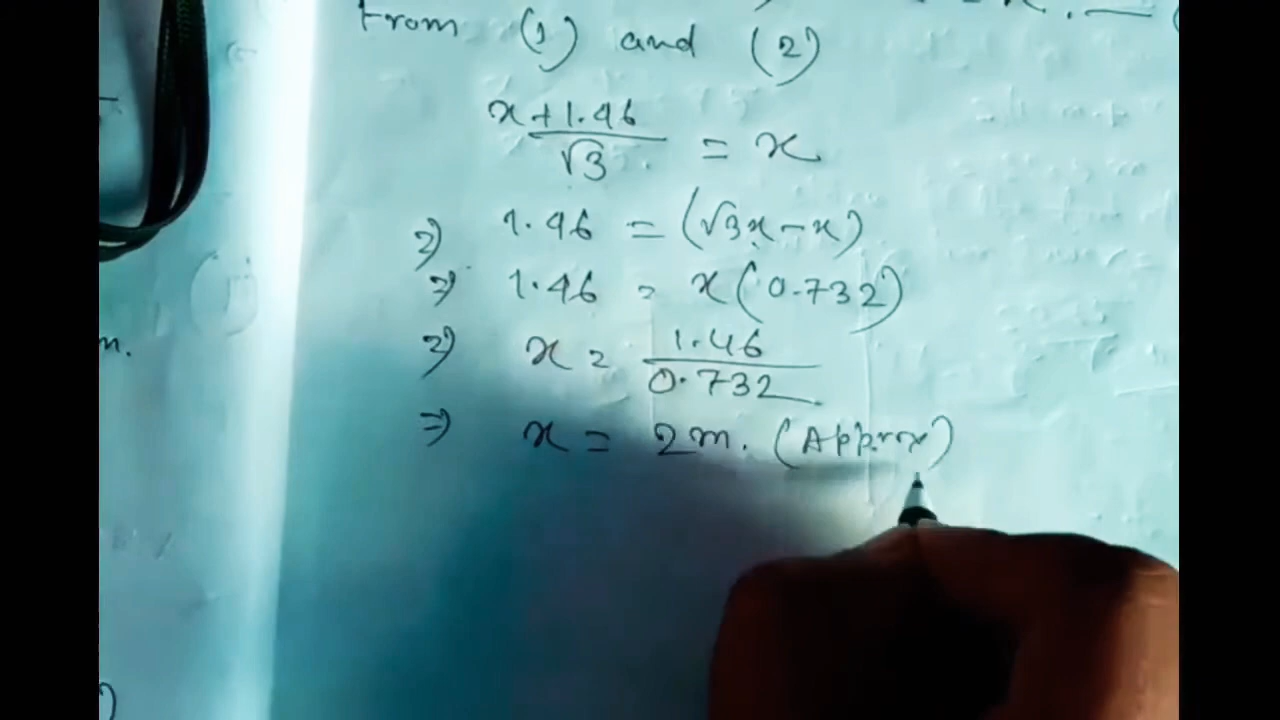 From (1) and (2)
x+1.46
√3 = x
⇒ 1.46 = (√3x-x)
⇒ 1.46 = x(0.732)
⇒ x = 1.46
0.732
⇒ x = 2m. (Approx)
m.